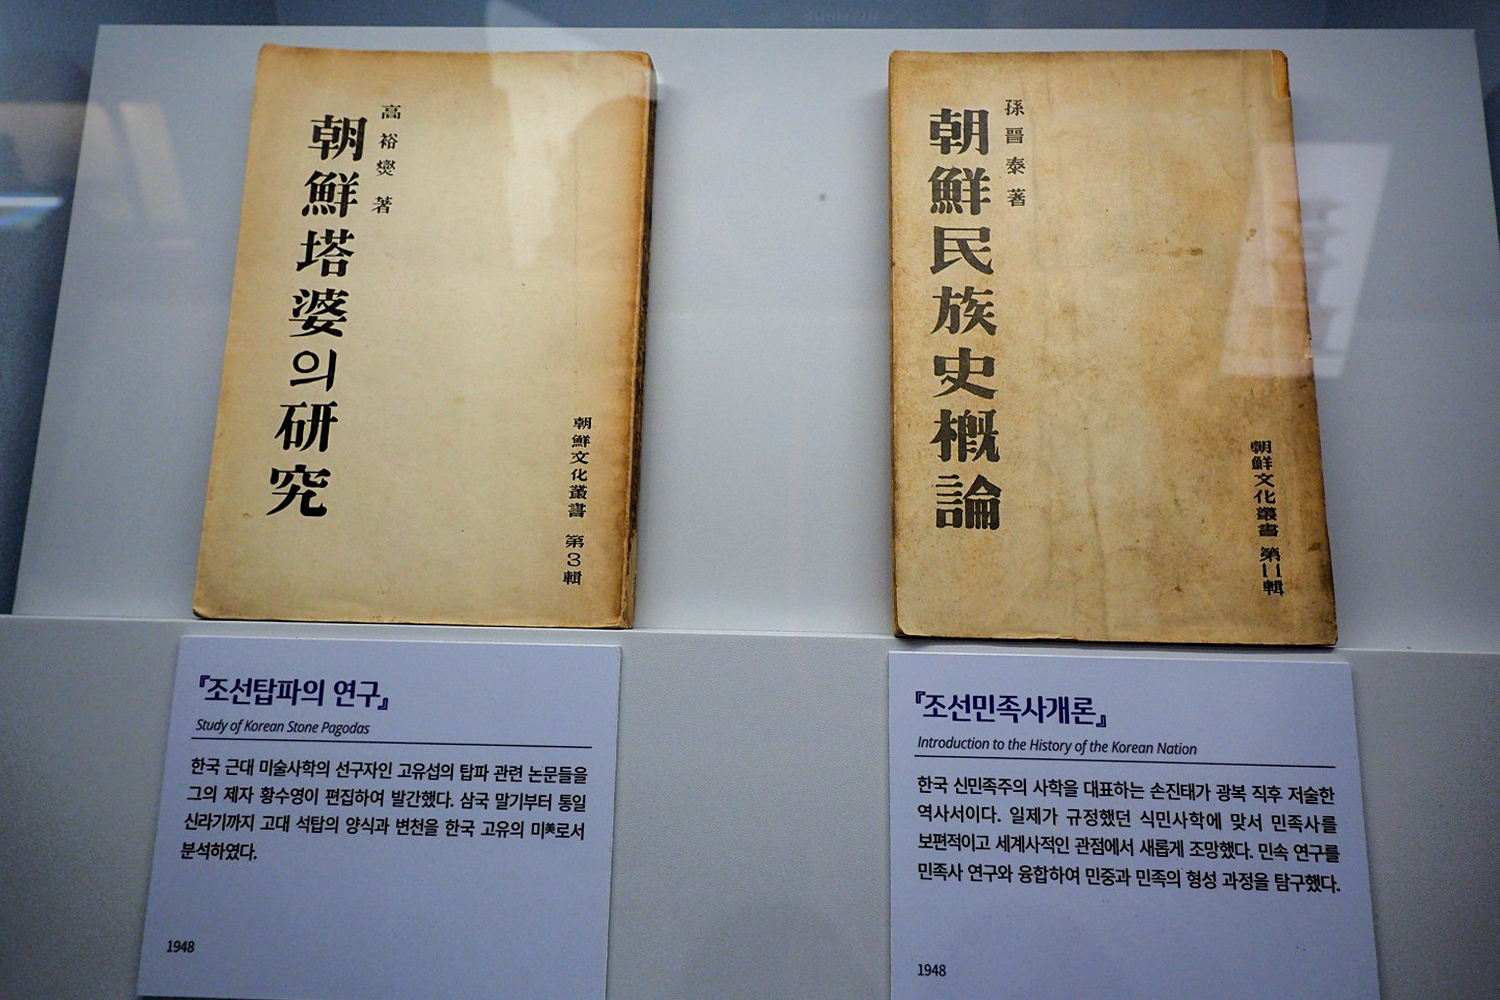 高裕燮 著
朝鮮塔婆의研究
朝鮮文化叢書 第3輯
孫晋泰 著
朝鮮民族史槪論
朝鮮文化叢書 第11輯
『조선탑파의 연구』
Study of Korean Stone Pagodas
한국 근대 미술사학의 선구자인 고유섭의 탑파 관련 논문들을
그의 제자 황수영이 편집하여 발간했다. 삼국 말기부터 통일
신라기까지 고대 석탑의 양식과 변천을 한국 고유의 미美로서
분석하였다.
1948
『조선민족사개론』
Introduction to the History of the Korean Nation
한국 신민족주의 사학을 대표하는 손진태가 광복 직후 저술한
역사서이다. 일제가 규정했던 식민사학에 맞서 민족사를
보편적이고 세계사적인 관점에서 새롭게 조망했다. 민속 연구를
민족사 연구와 융합하여 민중과 민족의 형성 과정을 탐구했다.
1948